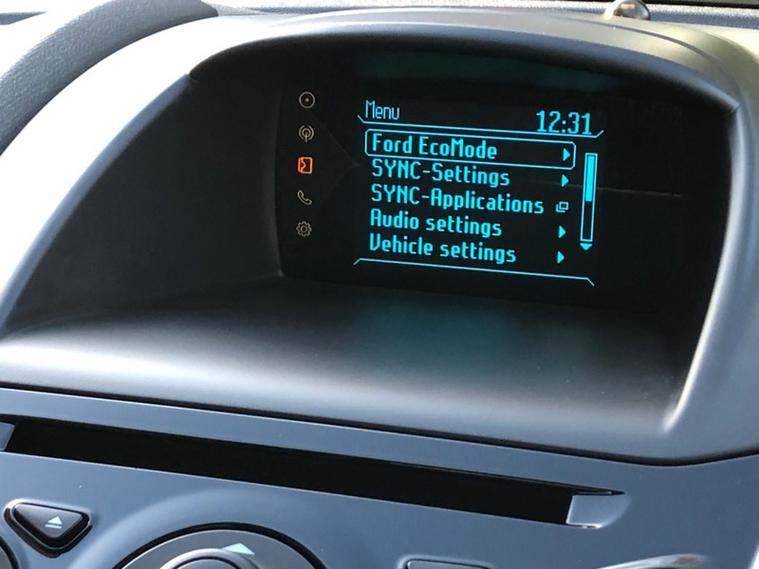 Menu
12:31
Ford EcoMode
SYNC-Settings
SYNC-Applications
Audio settings
Vehicle settings